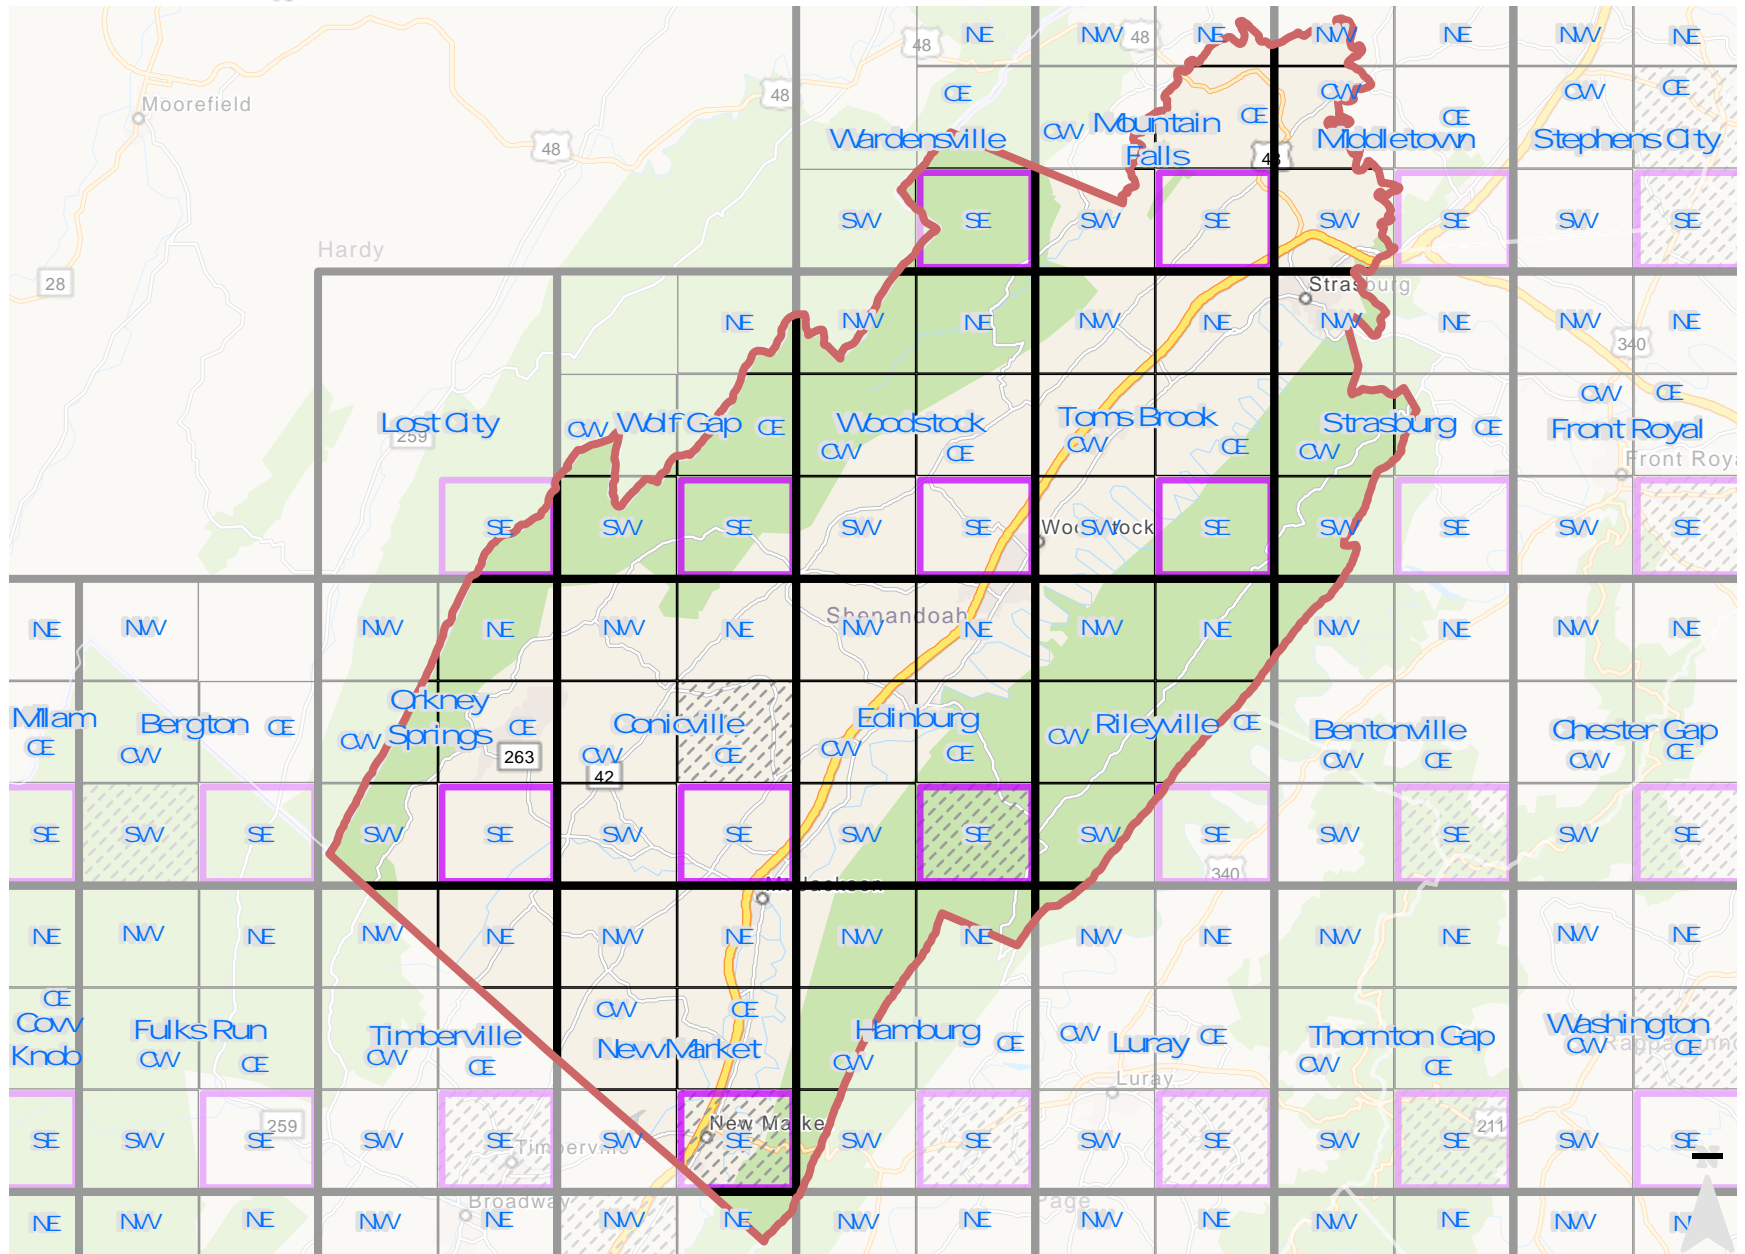 NE NW NE NW NE NW NE
48 48
Moorefield 48 CE CW CE CW CE
CW Mountain CE
48 Wardensville Falls 48 Middletown Stephens City
SW SE SW SE SW SE SW SE
Hardy
28 Strasburg
NE NW NE NW NE NW NE NW NE
340
CW CE
Lost City CW Wolf Gap CE Woodstock Toms Brook Strasburg CE Front Royal
259 CW CE CW CE CW
Front Roya
SE SW SE SW SE SW SE SW SE SW SE
Woodstock
Shenandoah
NE NW NW NE NW NE NW NE NW NE NW NE NW NE
Millam Bergton CE Orkney Springs CE Conicville Edinburg Rileyville CE Bentonville Chester Gap
CE CW CW 263 CW CE CW CE CW CW CE CW CE
42
SE SW SE SW SE SW SE SW SE SW SE SW SE SW SE
340
Mt Jackson
NE NW NE NW NE NW NE NW NE NW NE NW NE NW NE
CE CW CE
Cow Knob Fulks Run Timberville New Market Hamburg CE CW Luray CE Thornton Gap Washington
CW CE CW CE CW CW CE CW CE
Luray
SE SW SE SW SE SW SE SW SE SW SE SW SE SW SE
259 New Marke 211
Timberville
Broadway Page
NE NW NE NW NE NW NE NW NE NW NE NW NE NW